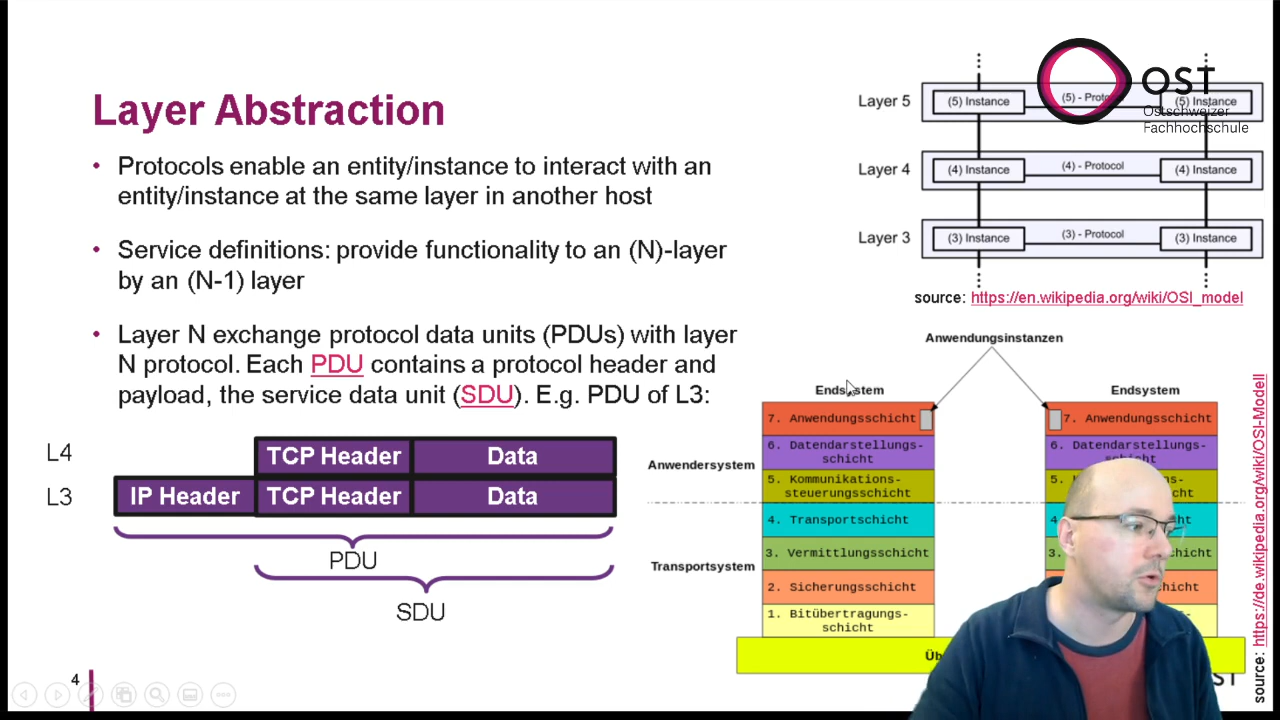 Layer Abstraction
• Protocols enable an entity/instance to interact with an
entity/instance at the same layer in another host
• Service definitions: provide functionality to an (N)-layer
by an (N-1) layer
• Layer N exchange protocol data units (PDUs) with layer
N protocol. Each PDU contains a protocol header and
payload, the service data unit (SDU). E.g. PDU of L3:
L4
TCP Header Data
L3
IP Header TCP Header Data
PDU
SDU
4
OST
Ostschweizer
Fachhochschule
Layer 5 (5) Instance (5) - (5) Instance
Layer 4 (4) Instance (4) - Protocol (4) Instance
Layer 3 (3) Instance (3) - Protocol (3) Instance
source: https://en.wikipedia.org/wiki/OSI_model
Anwendungsinstanzen
Endsystem Endsystem
Anwendersystem
Transportsystem
7. Anwendungsschicht
6. Datendarstellungs-
schicht
5. Kommunikations-
steuerungsschicht
4. Transportschicht
3. Vermittlungsschicht
2. Sicherungsschicht
1. Bitübertragungs-
schicht
7. Anwendungsschicht
6. Datendarstellungs-
schicht
5.
4
3.
source: https://de.wikipedia.org/wiki/OSI-Modell